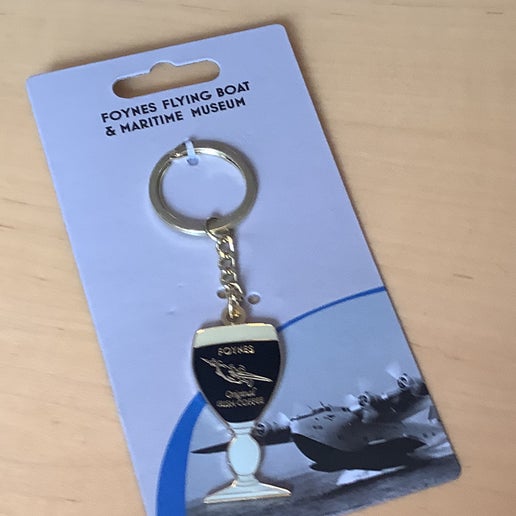 FOYNES FLYING BOAT
& MARITIME MUSEUM
FOYNES
Original
IRISH COFFEE